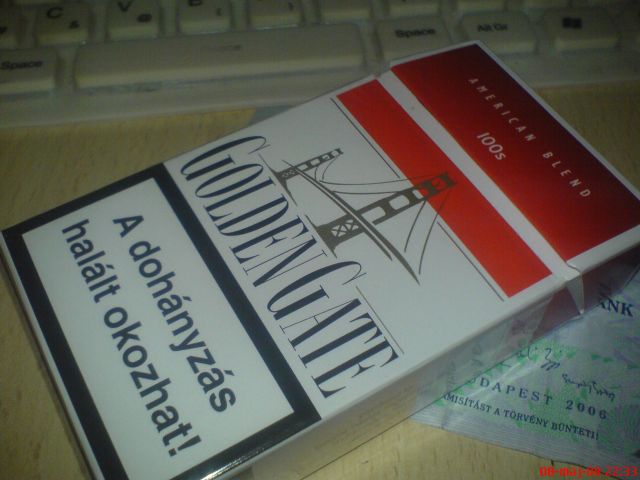 Space
C
V
B
Space
Alt Gr
AMERICAN BLEND
100s
GOLDEN GATE
A dohányzás
halált okozhat!
BUDAPEST 2006
A TÖRVÉNY BÜNTETI!